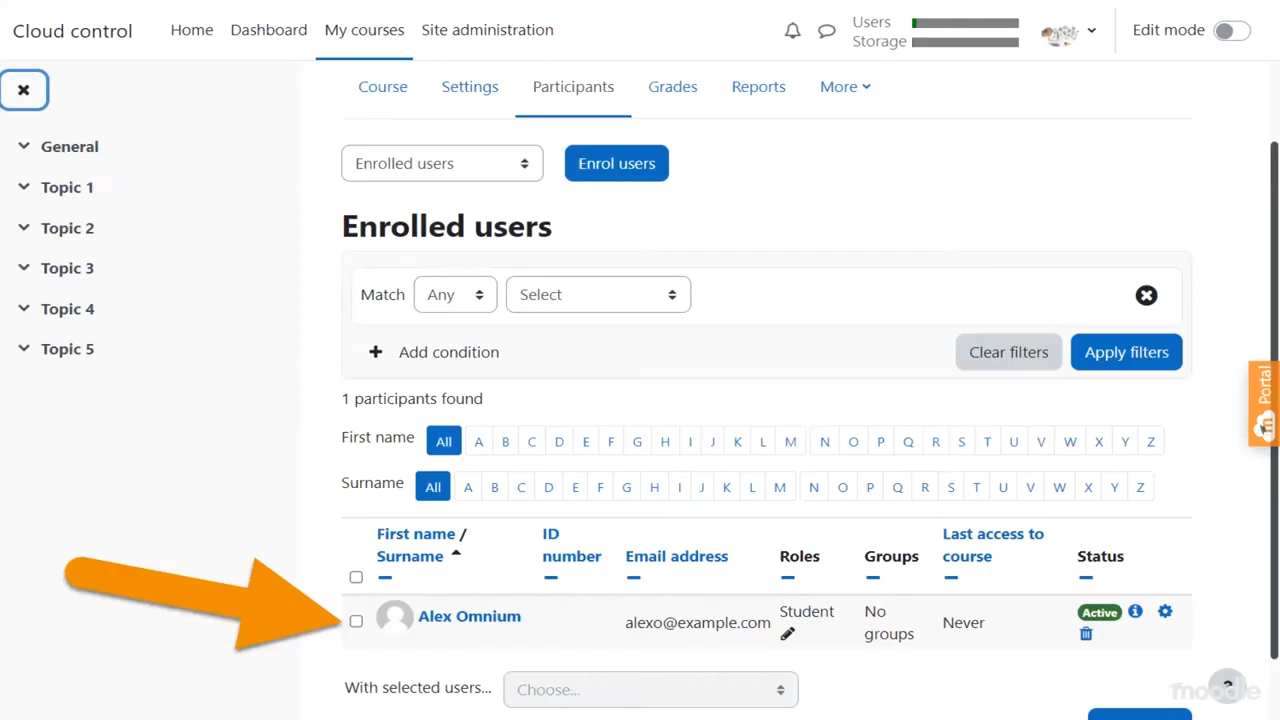 Cloud control Home Dashboard My courses Site administration Users Storage Edit mode
Course Settings Participants Grades Reports More
General
Topic 1
Topic 2
Topic 3
Topic 4
Topic 5
Enrolled users Enrol users
Enrolled users
Match Any Select
Add condition Clear filters Apply filters
1 participants found
First name All A B C D E F G H I J K L M N O P Q R S T U V W X Y Z
Surname All A B C D E F G H I J K L M N O P Q R S T U V W X Y Z
First name / Surname ID number Email address Roles Groups Last access to course Status
Alex Omnium alexo@example.com Student No groups Never Active
With selected users... Choose...
Portal
?
moodle